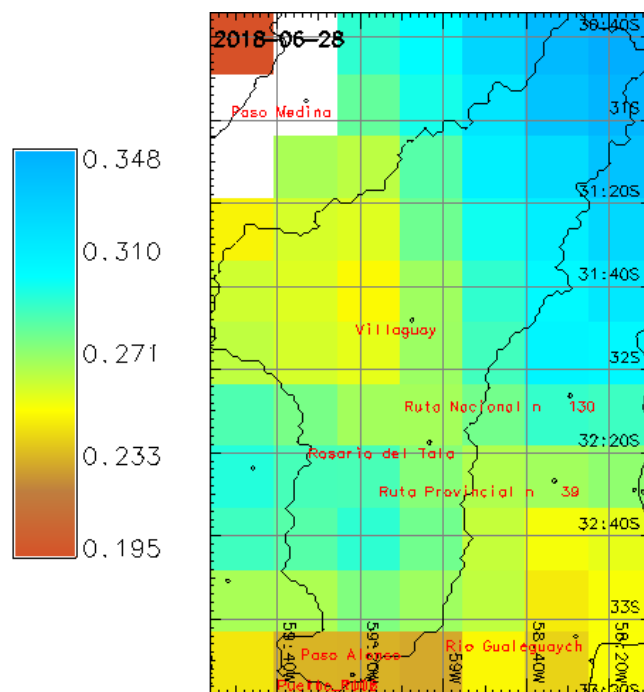 2018-06-28
30:40S
Paso Medina
31S
0.348
31:20S
0.310
31:40S
Villaguay
0.271
32S
Ruta Nacional n 130
0.233
32:20S
Rosario del Tala
Ruta Provincial n 39
0.195
32:40S
33S
59:40W
59:20W
59W
58:40W
58:20W
Rio Gualeguaych
Paso Alonso